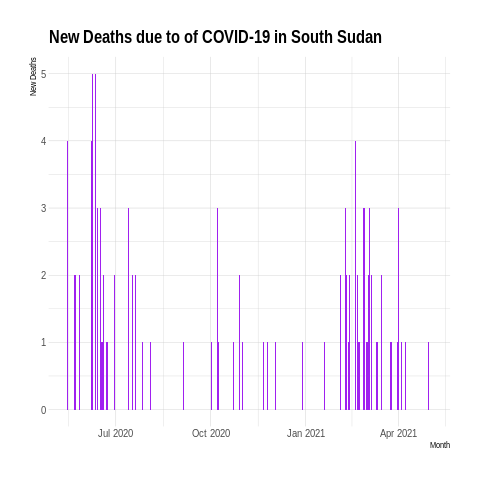 New Deaths due to of COVID-19 in South Sudan
New Deaths
5
4
3
2
1
0
Jul 2020 Oct 2020 Jan 2021 Apr 2021
Month